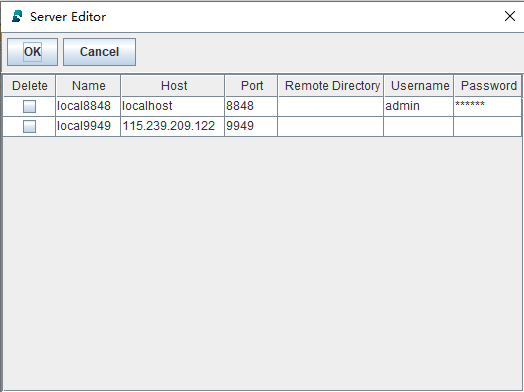 Server Editor
OK Cancel
Delete Name Host Port Remote Directory Username Password
local8848 localhost 8848 admin ******
local9949 115.239.209.122 9949